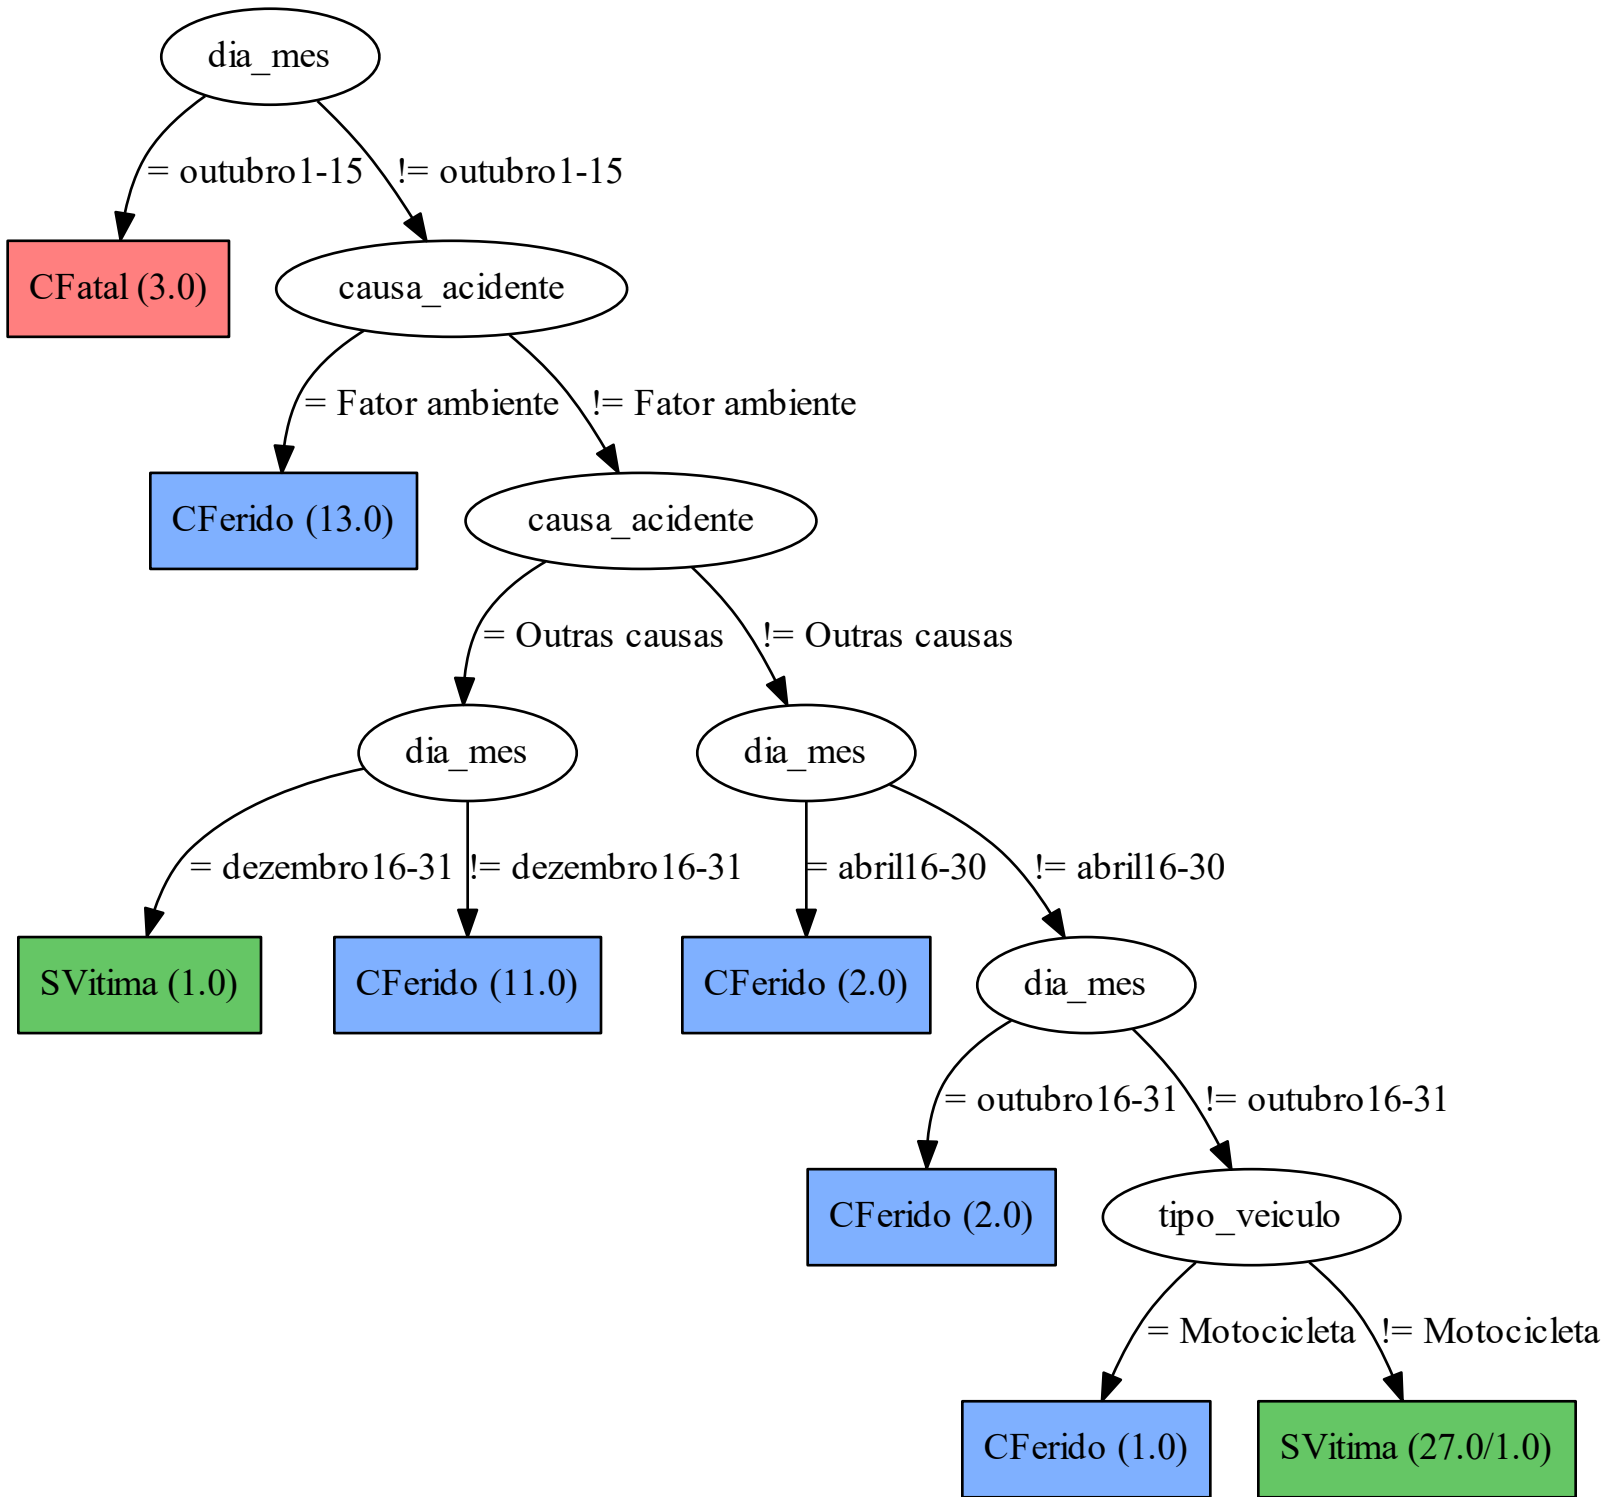 dia_mes
= outubro1-15
!= outubro1-15
CFatal (3.0)
causa_acidente
= Fator ambiente
!= Fator ambiente
CFerido (13.0)
causa_acidente
= Outras causas
!= Outras causas
dia_mes
dia_mes
= dezembro16-31
!= dezembro16-31
= abril16-30
!= abril16-30
SVitima (1.0)
CFerido (11.0)
CFerido (2.0)
dia_mes
= outubro16-31
!= outubro16-31
CFerido (2.0)
tipo_veiculo
= Motocicleta
!= Motocicleta
CFerido (1.0)
SVitima (27.0/1.0)